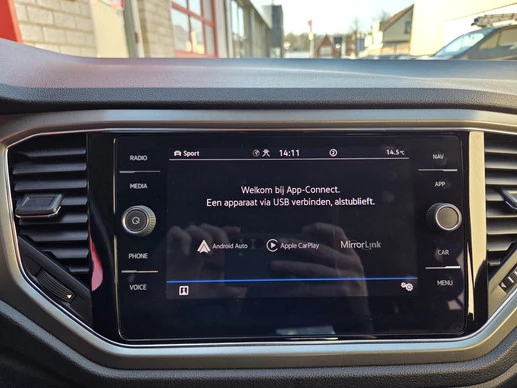 RADIO
MEDIA
PHONE
VOICE
Sport
14:11
2
14.5°C
Welkom bij App-Connect.
Een apparaat via USB verbinden, alstublieft.
Android Auto
Apple CarPlay
MirrorLink
NAV
APP
CAR
MENU